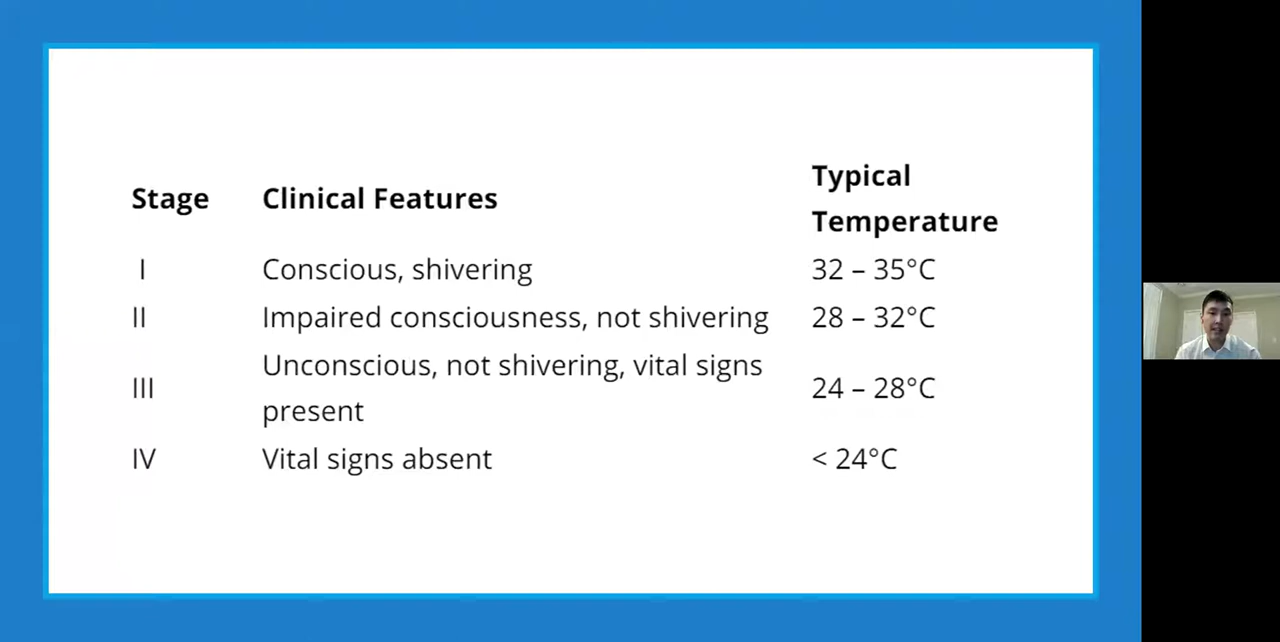 Stage Clinical Features Typical Temperature
I Conscious, shivering 32 – 35°C
II Impaired consciousness, not shivering 28 – 32°C
III Unconscious, not shivering, vital signs present 24 – 28°C
IV Vital signs absent < 24°C